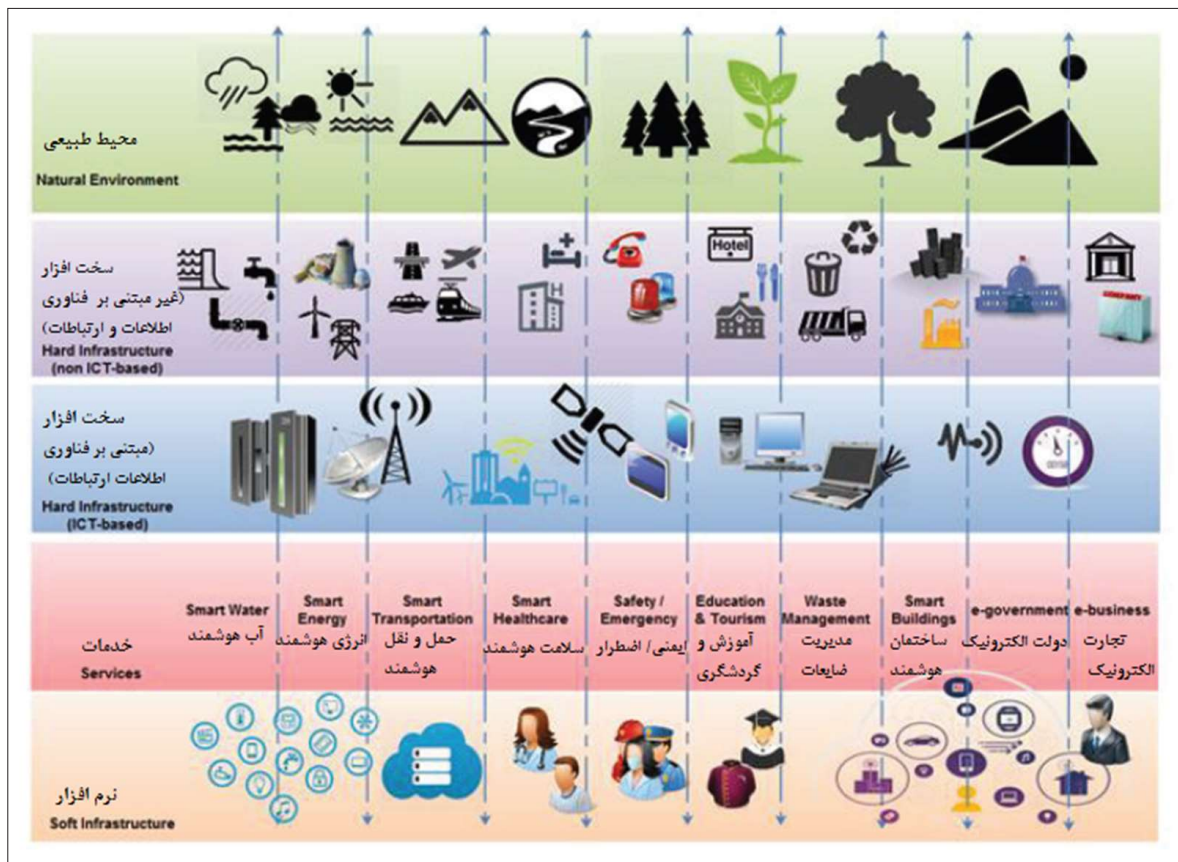 محیط طبیعی
Natural Environment
سخت افزار
(غیر مبتنی بر فناوری
اطلاعات و ارتباطات)
Hard Infrastructure
(non ICT-based)
Hotel
COMPANY
سخت افزار
(مبتنی بر فناوری
اطلاعات ارتباطات)
Hard Infrastructure
(ICT-based)
خدمات
Services
Smart Water
آب هوشمند
Smart
Energy
انرژی هوشمند
Smart
Transportation
حمل و نقل
هوشمند
Smart
Healthcare
سلامت هوشمند
Safety /
Emergency
ایمنی/ اضطرار
Education
& Tourism
آموزش و
گردشگری
Waste
Management
مدیریت
ضایعات
Smart
Buildings
ساختمان
هوشمند
e-government
دولت الکترونیک
e-business
تجارت
الکترونیک
نرم افزار
Soft Infrastructure